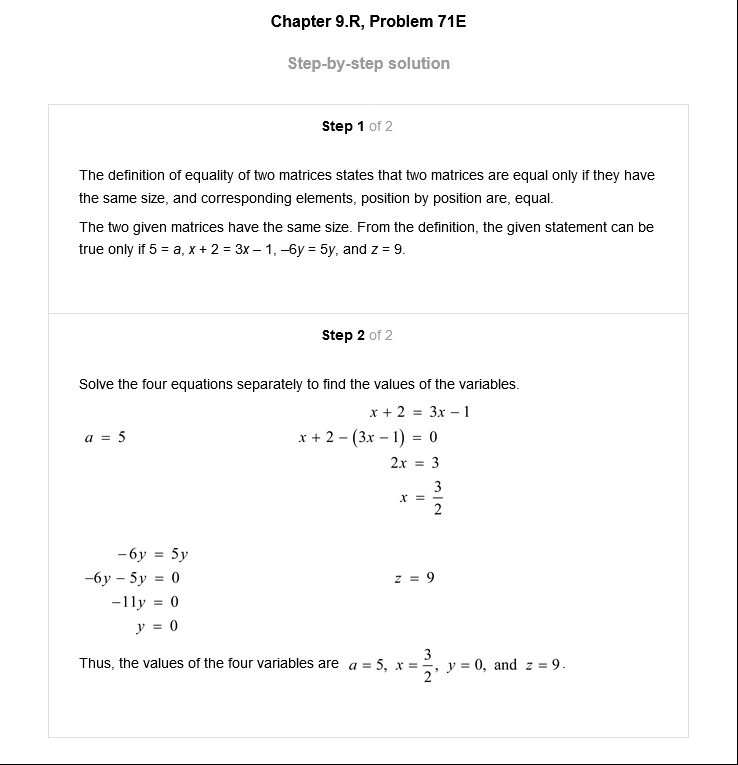 Chapter 9.R, Problem 71E
Step-by-step solution
Step 1 of 2
The definition of equality of two matrices states that two matrices are equal only if they have
the same size, and corresponding elements, position by position are, equal.
The two given matrices have the same size. From the definition, the given statement can be
true only if 5 = a, x + 2 = 3x – 1, –6y = 5y, and z = 9.
Step 2 of 2
Solve the four equations separately to find the values of the variables.
x + 2 = 3x − 1
a = 5
x + 2 − (3x − 1) = 0
2x = 3
x = 3/2
−6y = 5y
−6y − 5y = 0
z = 9
−11y = 0
y = 0
Thus, the values of the four variables are a = 5, x = 3/2, y = 0, and z = 9.